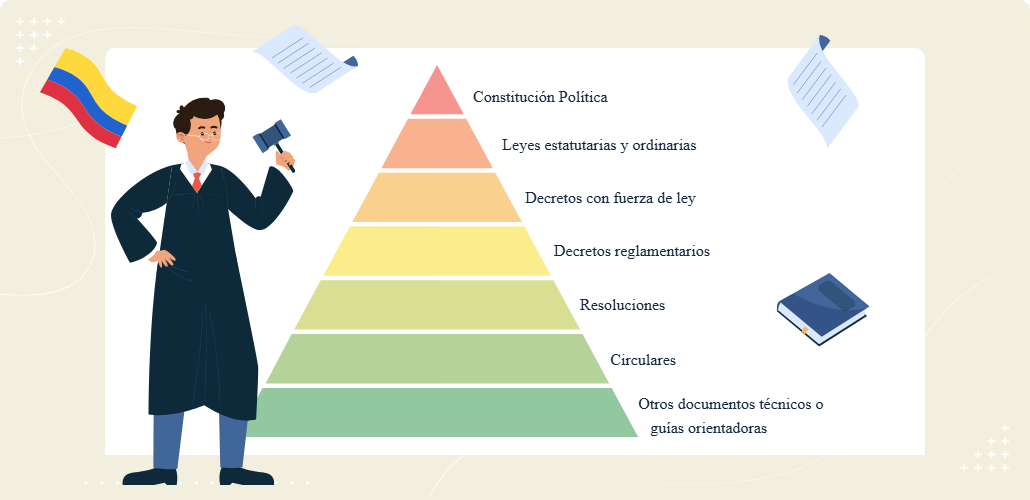 Constitución Política
Leyes estatutarias y ordinarias
Decretos con fuerza de ley
Decretos reglamentarios
Resoluciones
Circulares
Otros documentos técnicos o
guías orientadoras